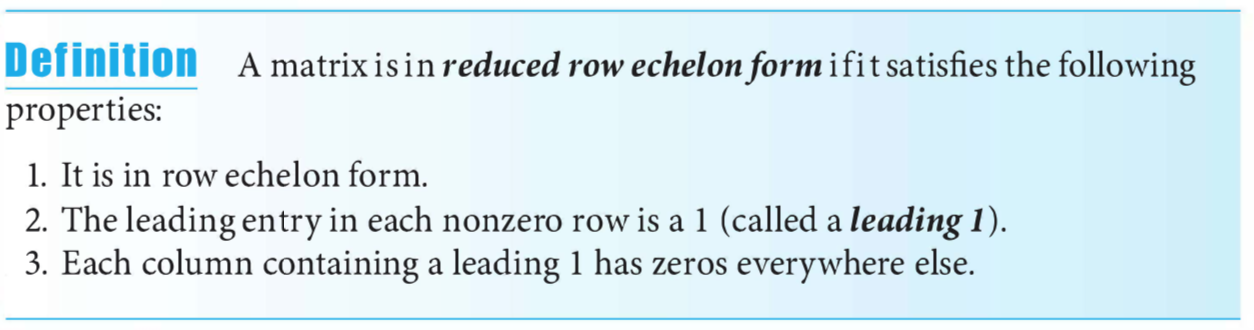 Definition A matrix is in reduced row echelon form if it satisfies the following
properties:
1. It is in row echelon form.
2. The leading entry in each nonzero row is a 1 (called a leading 1).
3. Each column containing a leading 1 has zeros everywhere else.